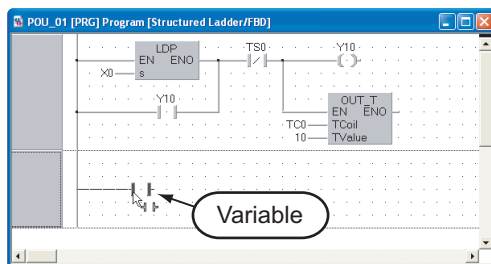 POU_01 [PRG] Program [Structured Ladder/FBD]
LDP TS0 Y10
EN ENO
X0 s
Y10
OUT_T
EN ENO
TC0 TCoil
10 TValue
Variable